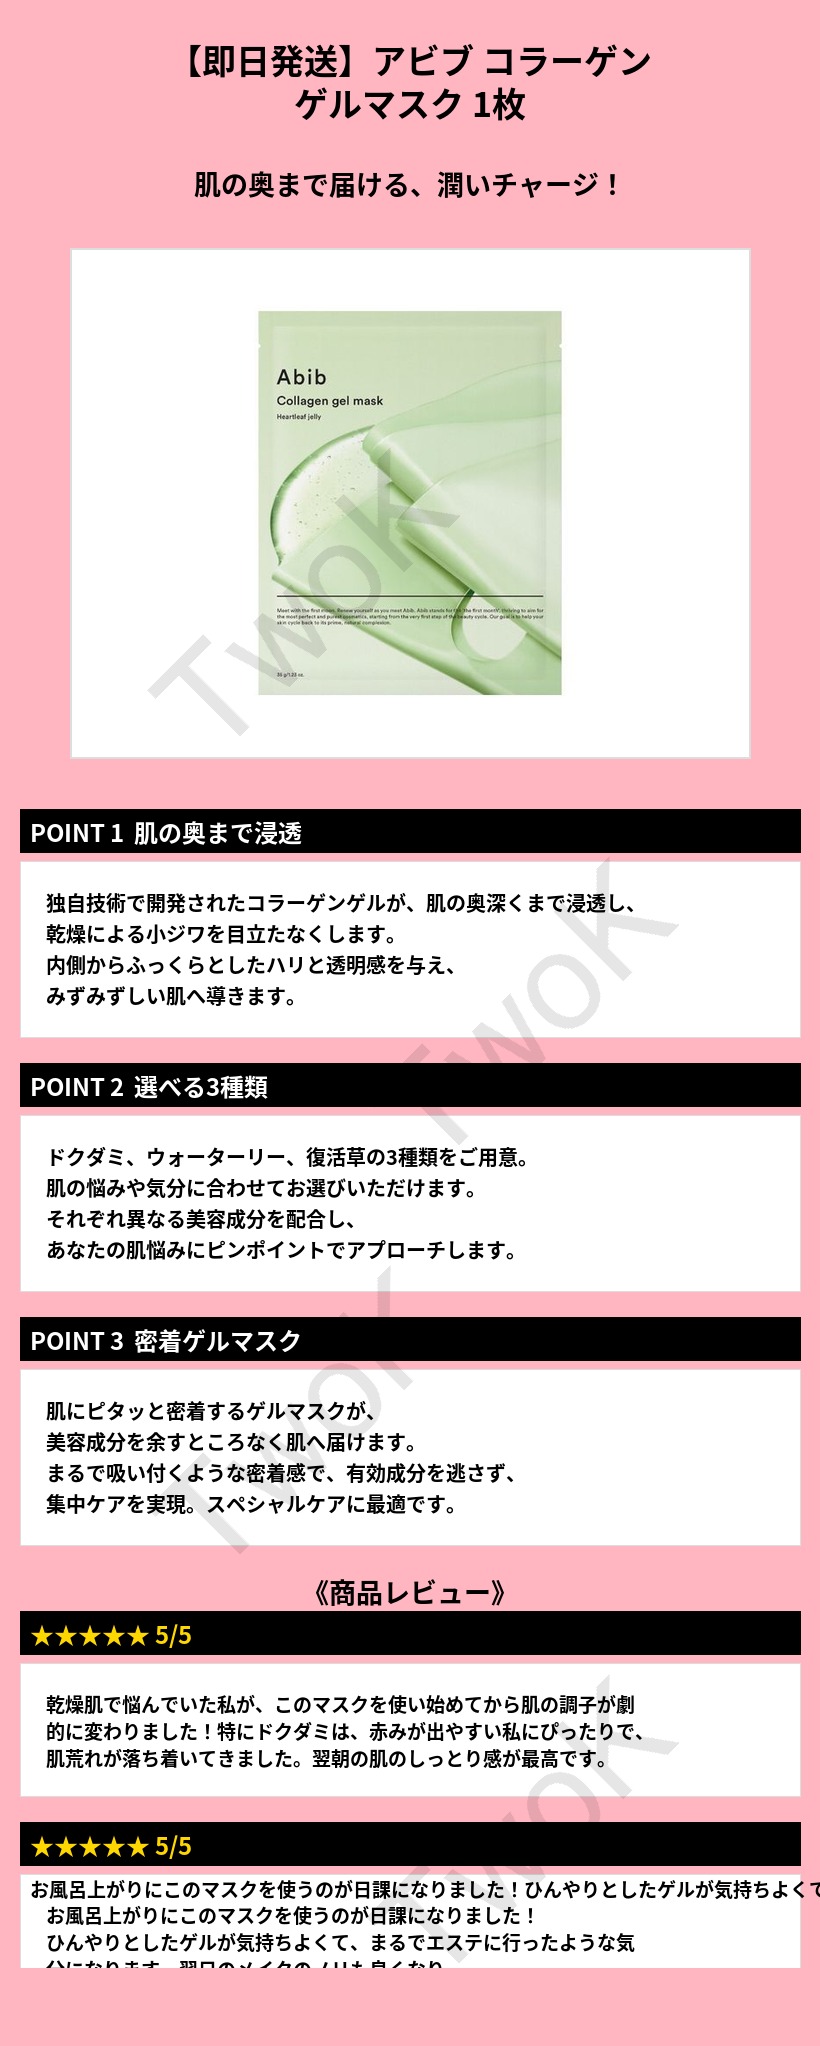 【即日発送】アビブ コラーゲン
ゲルマスク 1枚
肌の奥まで届ける、潤いチャージ！
Abib
Collagen gel mask
Heartleaf jelly
Meet with the first moon. Renew yourself as you meet Abib. Abib stands for 'the first month', thriving to aim for
the most perfect and purest cosmetics, starting from the very first step of the beauty cycle. Our goal is to help your
skin cycle back to its prime, natural complexion.
35 g/1.23 oz.
TwoK
POINT 1 肌の奥まで浸透
独自技術で開発されたコラーゲンゲルが、肌の奥深くまで浸透し、
乾燥による小ジワを目立たなくします。
内側からふっくらとしたハリと透明感を与え、
みずみずしい肌へ導きます。
TwoK
POINT 2 選べる3種類
ドクダミ、ウォーターリー、復活草の3種類をご用意。
肌の悩みや気分に合わせてお選びいただけます。
それぞれ異なる美容成分を配合し、
あなたの肌悩みにピンポイントでアプローチします。
POINT 3 密着ゲルマスク
肌にピタッと密着するゲルマスクが、
美容成分を余すところなく肌へ届けます。
まるで吸い付くような密着感で、有効成分を逃さず、
集中ケアを実現。スペシャルケアに最適です。
TwoK
《商品レビュー》
★★★★★ 5/5
乾燥肌で悩んでいた私が、このマスクを使い始めてから肌の調子が劇
的に変わりました！特にドクダミは、赤みが出やすい私にぴったりで、
肌荒れが落ち着いてきました。翌朝の肌のしっとり感が最高です。
TwoK
★★★★★ 5/5
お風呂上がりにこのマスクを使うのが日課になりました！ひんやりとしたゲルが気持ちよくて
お風呂上がりにこのマスクを使うのが日課になりました！
ひんやりとしたゲルが気持ちよくて、まるでエステに行ったような気
分になります。翌日のメイクのノリも良くなり、